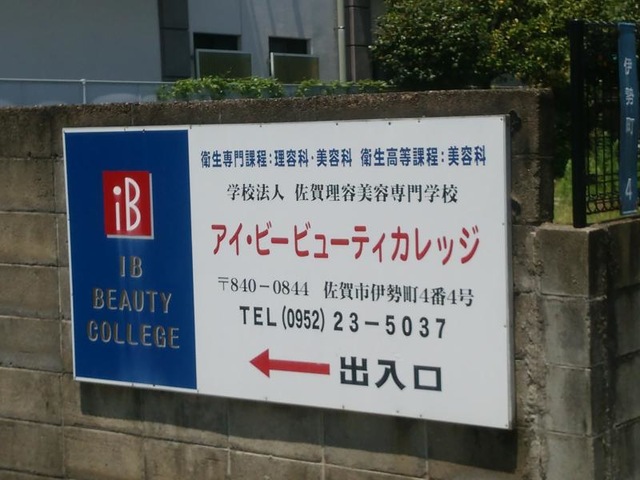 iB
IB
BEAUTY
COLLEGE
衛生専門課程:理容科・美容科 衛生高等課程:美容科
学校法人 佐賀理容美容専門学校
アイ・ビービューティカレッジ
〒840-0844 佐賀市伊勢町4番4号
TEL(0952)23-5037
出入口
伊勢町 4